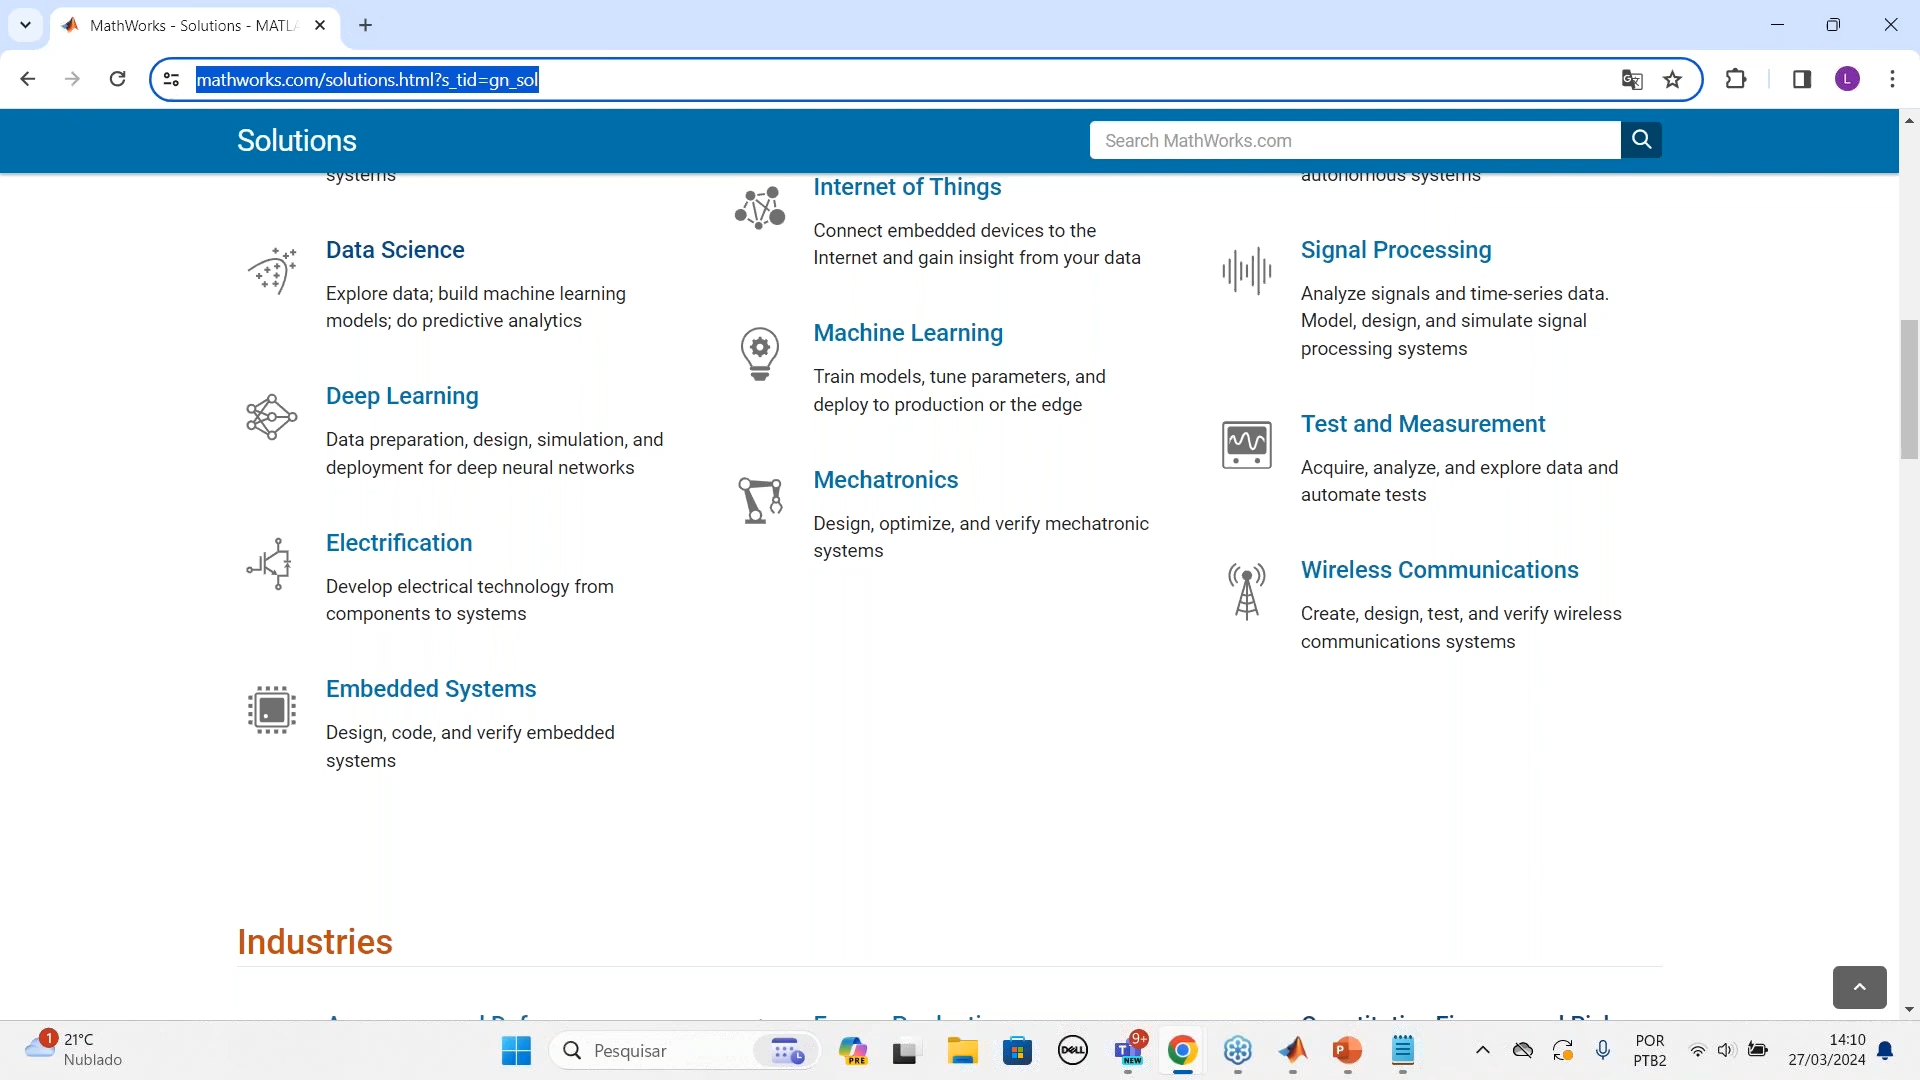 MathWorks - Solutions - MATL
mathworks.com/solutions.html?s_tid=gn_sol
L
Solutions
Search MathWorks.com
systems
Data Science
Explore data; build machine learning
models; do predictive analytics
Deep Learning
Data preparation, design, simulation, and
deployment for deep neural networks
Electrification
Develop electrical technology from
components to systems
Embedded Systems
Design, code, and verify embedded
systems
Internet of Things
Connect embedded devices to the
Internet and gain insight from your data
Machine Learning
Train models, tune parameters, and
deploy to production or the edge
Mechatronics
Design, optimize, and verify mechatronic
systems
autonomous systems
Signal Processing
Analyze signals and time-series data.
Model, design, and simulate signal
processing systems
Test and Measurement
Acquire, analyze, and explore data and
automate tests
Wireless Communications
Create, design, test, and verify wireless
communications systems
Industries
1
21°C
Nublado
Pesquisar
PRE
DELL
9+
NEW
POR
PTB2
14:10
27/03/2024